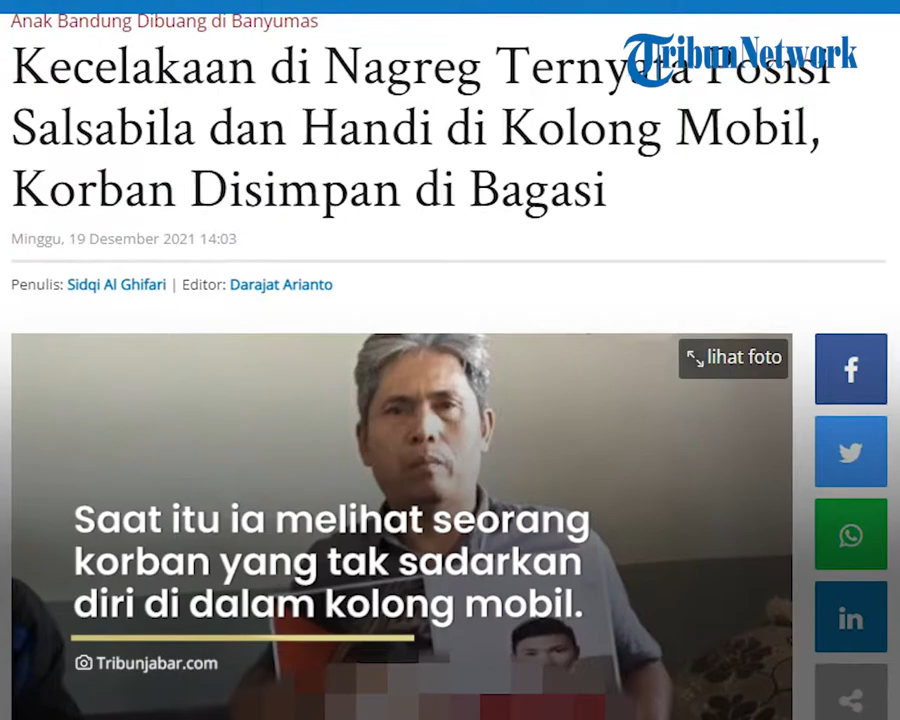 Anak Bandung Dibuang di Banyumas
TribunNetwork
Kecelakaan di Nagreg Ternyata Posisi
Salsabila dan Handi di Kolong Mobil,
Korban Disimpan di Bagasi
Minggu, 19 Desember 2021 14:03
Penulis: Sidqi Al Ghifari | Editor: Darajat Arianto
lihat foto
Saat itu ia melihat seorang
korban yang tak sadarkan
diri di dalam kolong mobil.
Tribunjabar.com